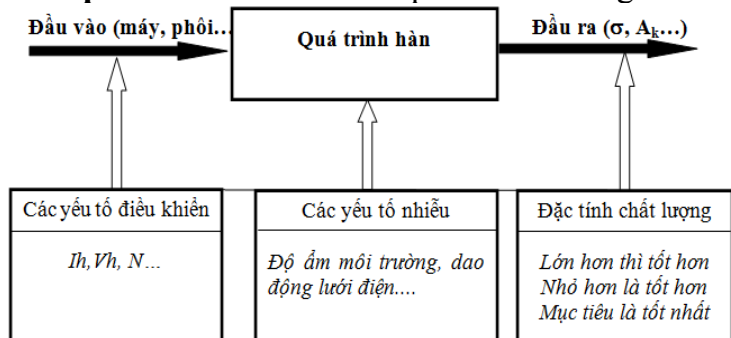 Đầu vào (máy, phôi...
Quá trình hàn
Đầu ra (σ, Aₖ...)
Các yếu tố điều khiển
Ih, Vh, N...
Các yếu tố nhiễu
Độ ẩm môi trường, dao
động lưới điện....
Đặc tính chất lượng
Lớn hơn thì tốt hơn
Nhỏ hơn là tốt hơn
Mục tiêu là tốt nhất